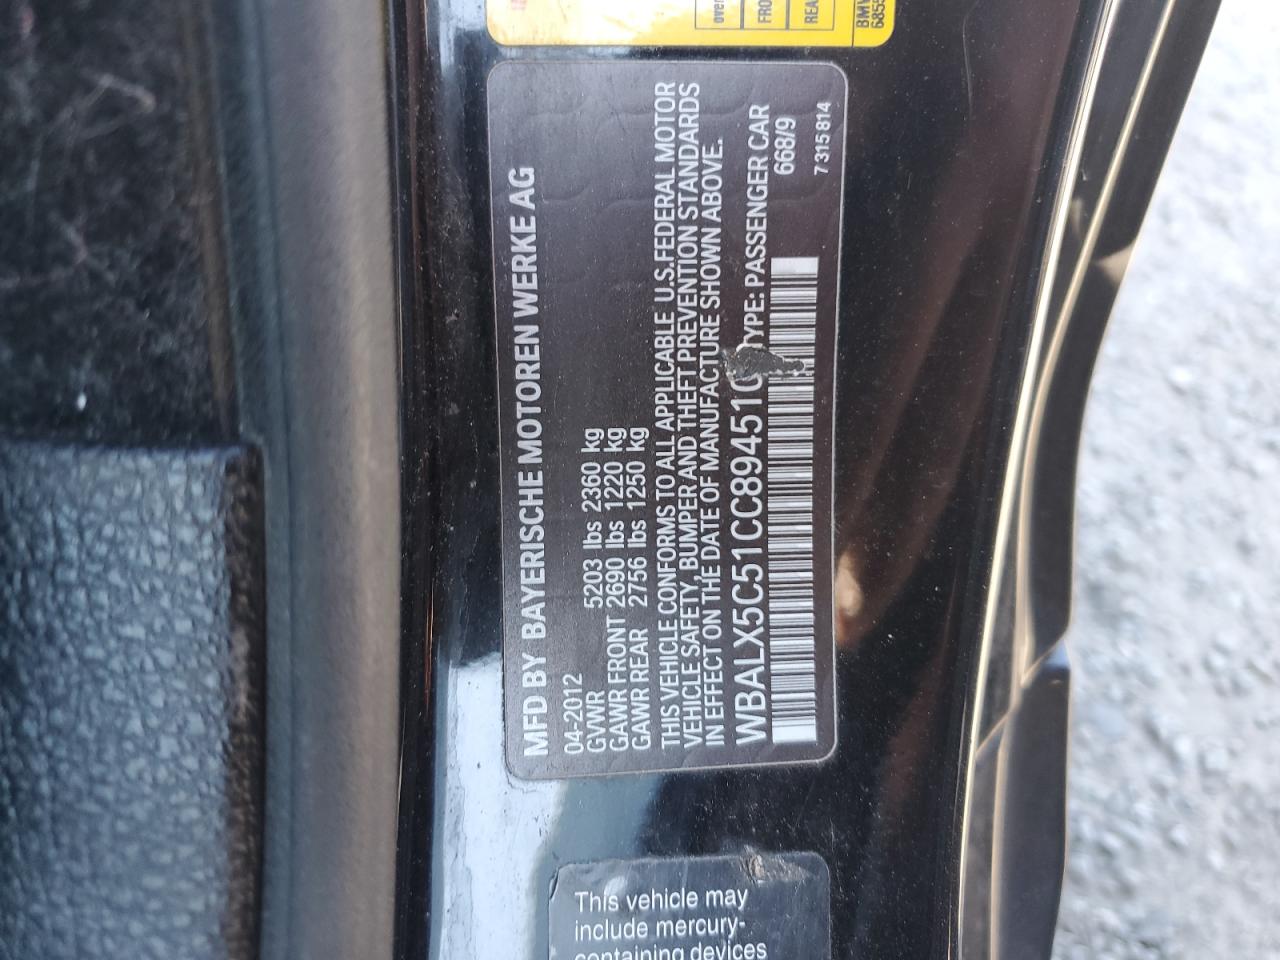 MFD BY BAYERISCHE MOTOREN WERKE AG
04-2012
GVWR 5203 lbs 2360 kg
GAWR FRONT 2690 lbs 1220 kg
GAWR REAR 2756 lbs 1250 kg
THIS VEHICLE CONFORMS TO ALL APPLICABLE U.S.FEDERAL MOTOR
VEHICLE SAFETY, BUMPER AND THEFT PREVENTION STANDARDS
IN EFFECT ON THE DATE OF MANUFACTURE SHOWN ABOVE.
TYPE: PASSENGER CAR
668/9
7 315 814
This vehicle may
include mercury-
containing devices